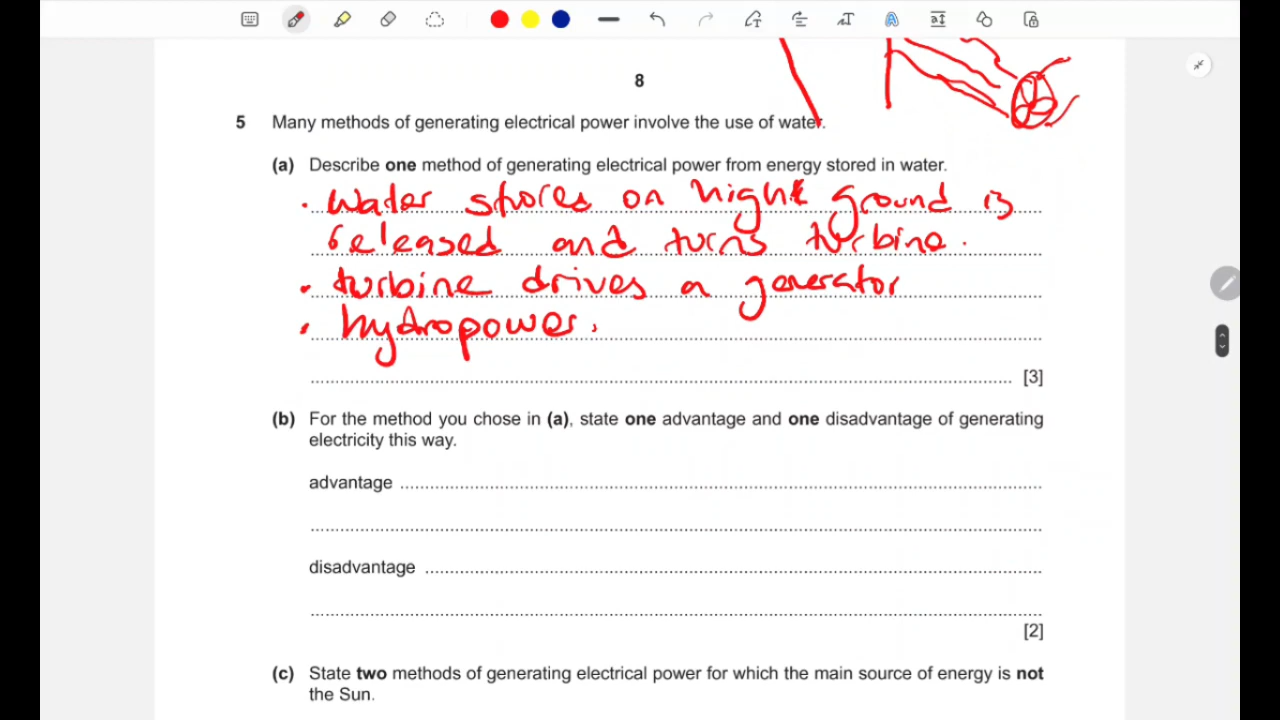 8
5 Many methods of generating electrical power involve the use of water.
(a) Describe one method of generating electrical power from energy stored in water.
• Water stores on hight ground is
released and turns turbine.
• turbine drives a generator
• hydropower.
[3]
(b) For the method you chose in (a), state one advantage and one disadvantage of generating
electricity this way.
advantage
disadvantage
[2]
(c) State two methods of generating electrical power for which the main source of energy is not
the Sun.